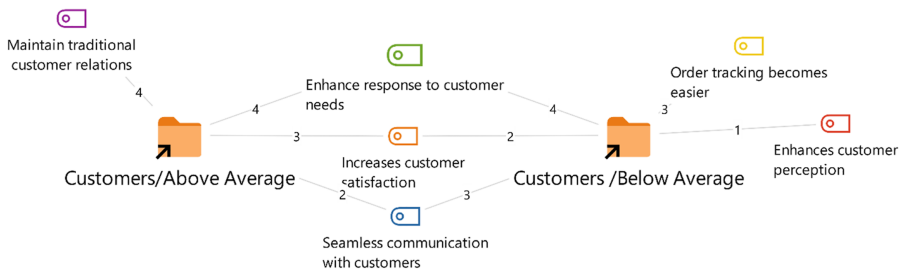 Maintain traditional
customer relations
4
Enhance response to customer
needs
4
4
Order tracking becomes
easier
3
3
2
1
Increases customer
satisfaction
Enhances customer
perception
Customers/Above Average
Customers /Below Average
2
3
Seamless communication
with customers